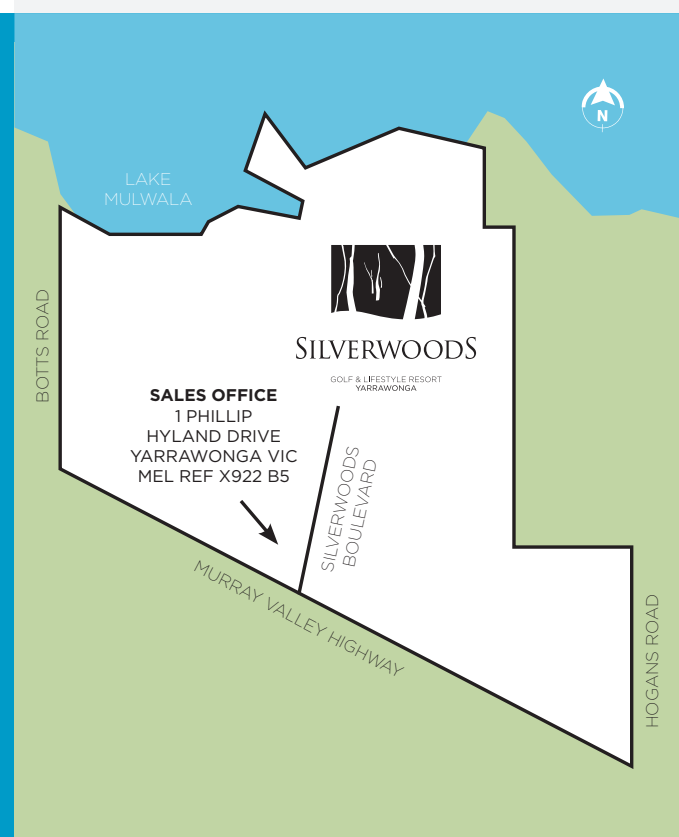 N
LAKE
MULWALA
BOTTS ROAD
SILVERWOODS
GOLF & LIFESTYLE RESORT
YARRAWONGA
SALES OFFICE
1 PHILLIP
HYLAND DRIVE
YARRAWONGA VIC
MEL REF X922 B5
SILVERWOODS
BOULEVARD
MURRAY VALLEY HIGHWAY
HOGANS ROAD